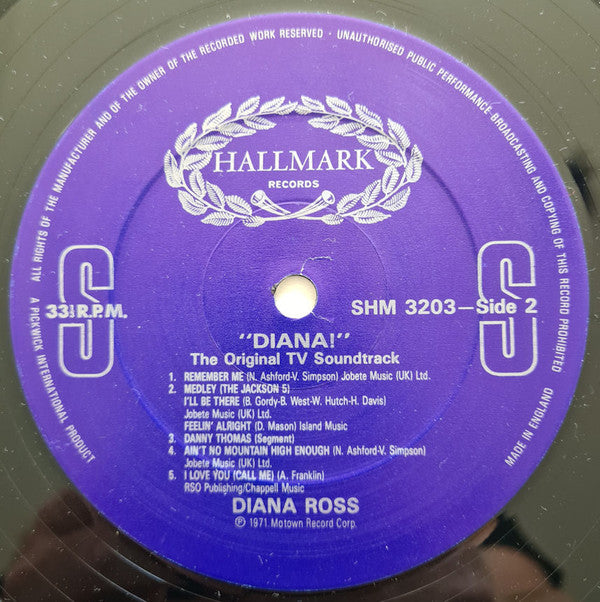 ALL RIGHTS OF THE MANUFACTURER AND OF THE OWNER OF THE RECORDED WORK RESERVED · UNAUTHORISED PUBLIC PERFORMANCE · BROADCASTING AND COPYING OF THIS RECORD PROHIBITED
HALLMARK
RECORDS
S
S
33⅓ R.P.M.
SHM 3203—Side 2
"DIANA!"
The Original TV Soundtrack
1. REMEMBER ME (N. Ashford-V. Simpson) Jobete Music (UK) Ltd.
2. MEDLEY (THE JACKSON 5)
I'LL BE THERE (B. Gordy-B. West-W. Hutch-H. Davis)
Jobete Music (UK) Ltd.
FEELIN' ALRIGHT (D. Mason) Island Music
3. DANNY THOMAS (Segment)
4. AIN'T NO MOUNTAIN HIGH ENOUGH (N. Ashford-V. Simpson)
Jobete Music (UK) Ltd.
5. I LOVE YOU (CALL ME) (A. Franklin)
RSO Publishing/Chappell Music
DIANA ROSS
℗ 1971 Motown Record Corp.
A PICKWICK INTERNATIONAL PRODUCT
MADE IN ENGLAND